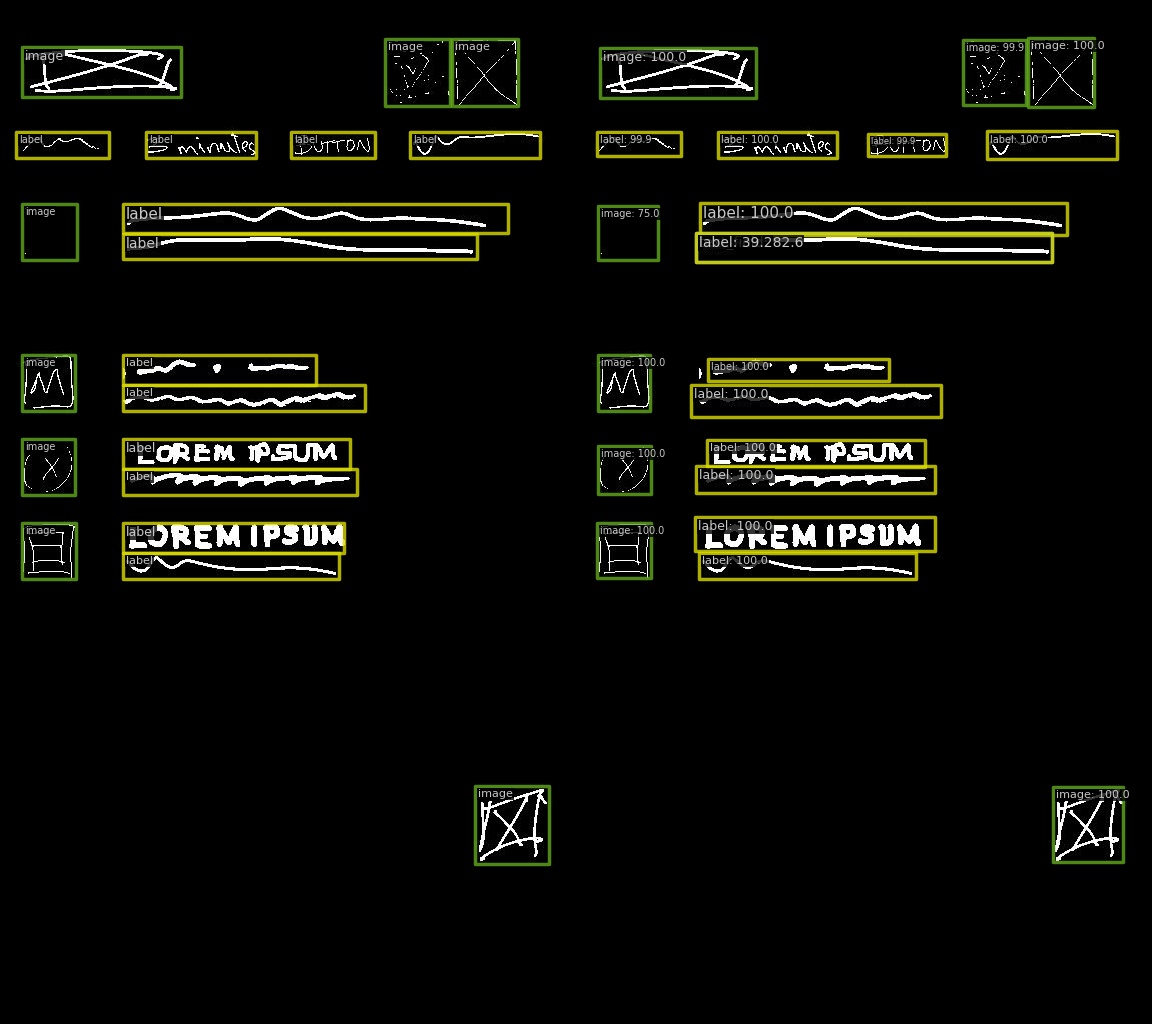 image image image image: 100.0 image: 99.9 image: 100.0
label label label label label: 99.9 label: 100.0 label: 99.9 label: 100.0
minutes BUTTON minutes BUTTON
image label image: 75.0 label: 100.0
label label: 39.282.6
image label image: 100.0 label: 100.0
M label M label: 100.0
image label image: 100.0 label: 100.0
LOREM IPSUM LOREM IPSUM
label label: 100.0
image label image: 100.0 label: 100.0
LOREM IPSUM LOREM IPSUM
label label: 100.0
image image: 100.0